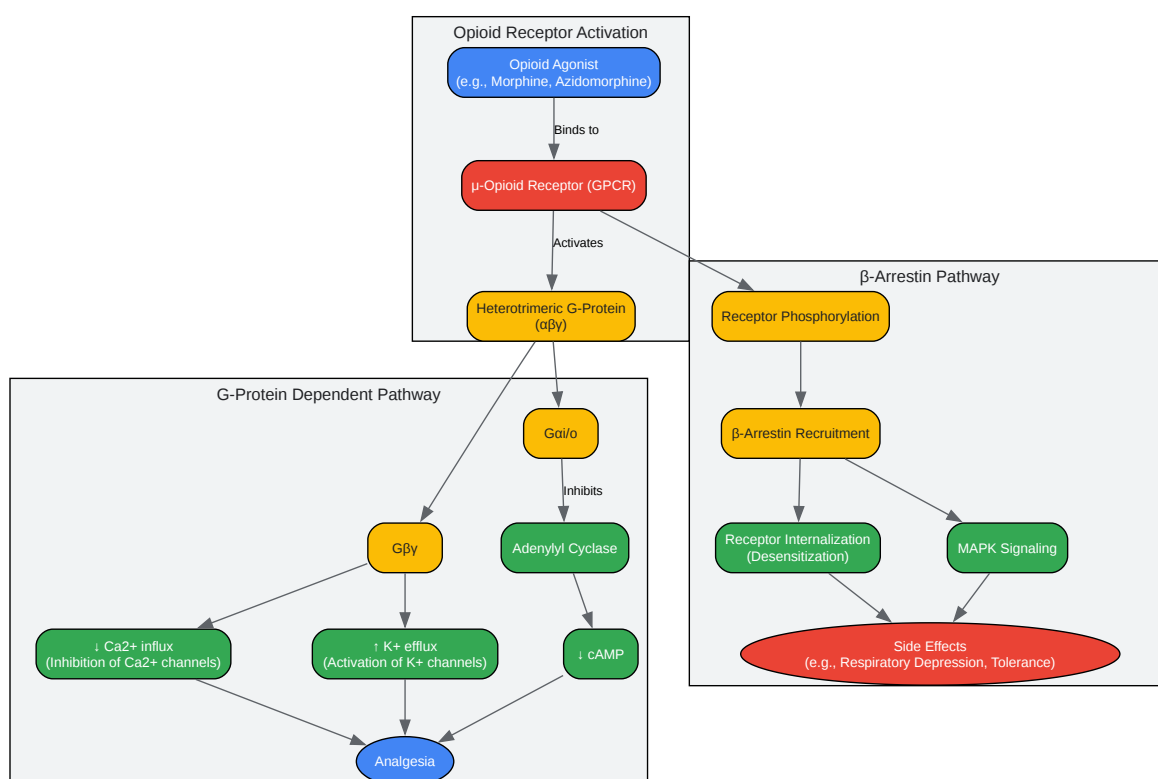 Opioid Receptor Activation
Opioid Agonist
(e.g., Morphine, Azidomorphine)
Binds to
μ-Opioid Receptor (GPCR)
Activates
Heterotrimeric G-Protein
(αβγ)
β-Arrestin Pathway
Receptor Phosphorylation
β-Arrestin Recruitment
Receptor Internalization
(Desensitization)
MAPK Signaling
Side Effects
(e.g., Respiratory Depression, Tolerance)
G-Protein Dependent Pathway
Gαi/o
Inhibits
Gβγ
Adenylyl Cyclase
↓ Ca2+ influx
(Inhibition of Ca2+ channels)
↑ K+ efflux
(Activation of K+ channels)
↓ cAMP
Analgesia